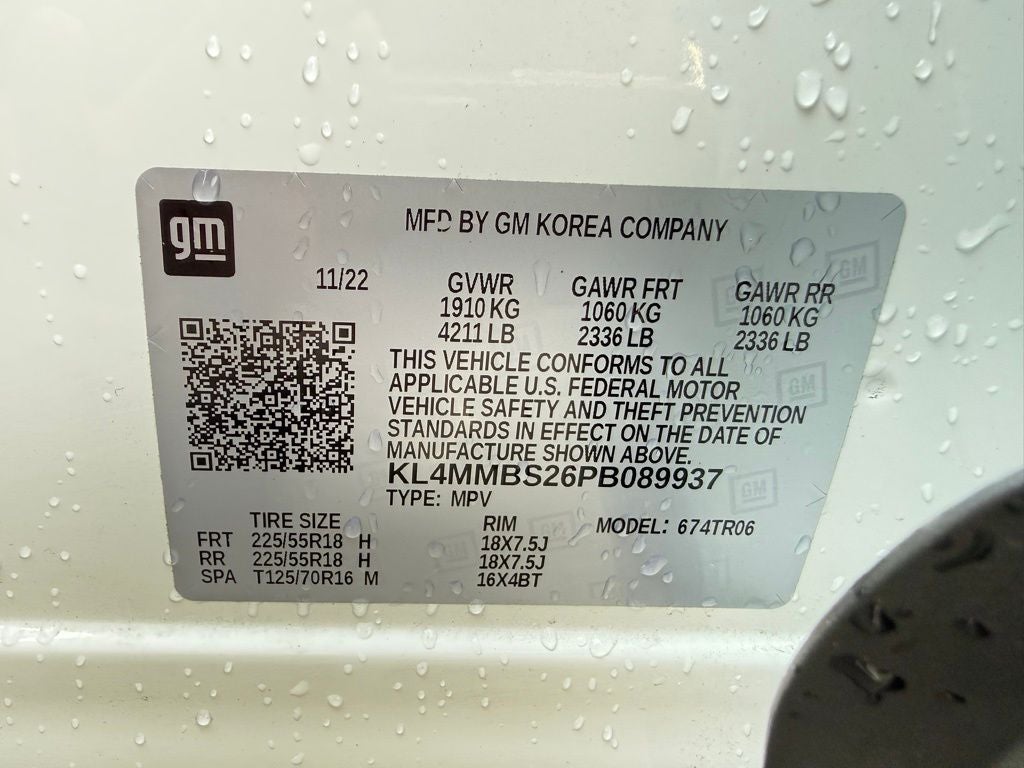 gm
MFD BY GM KOREA COMPANY
11/22 GVWR GAWR FRT GAWR RR
1910 KG 1060 KG 1060 KG
4211 LB 2336 LB 2336 LB
THIS VEHICLE CONFORMS TO ALL
APPLICABLE U.S. FEDERAL MOTOR
VEHICLE SAFETY AND THEFT PREVENTION
STANDARDS IN EFFECT ON THE DATE OF
MANUFACTURE SHOWN ABOVE.
KL4MMBS26PB089937
TYPE: MPV
TIRE SIZE RIM MODEL: 674TR06
FRT 225/55R18 H 18X7.5J
RR 225/55R18 H 18X7.5J
SPA T125/70R16 M 16X4BT
GM
GM
GM